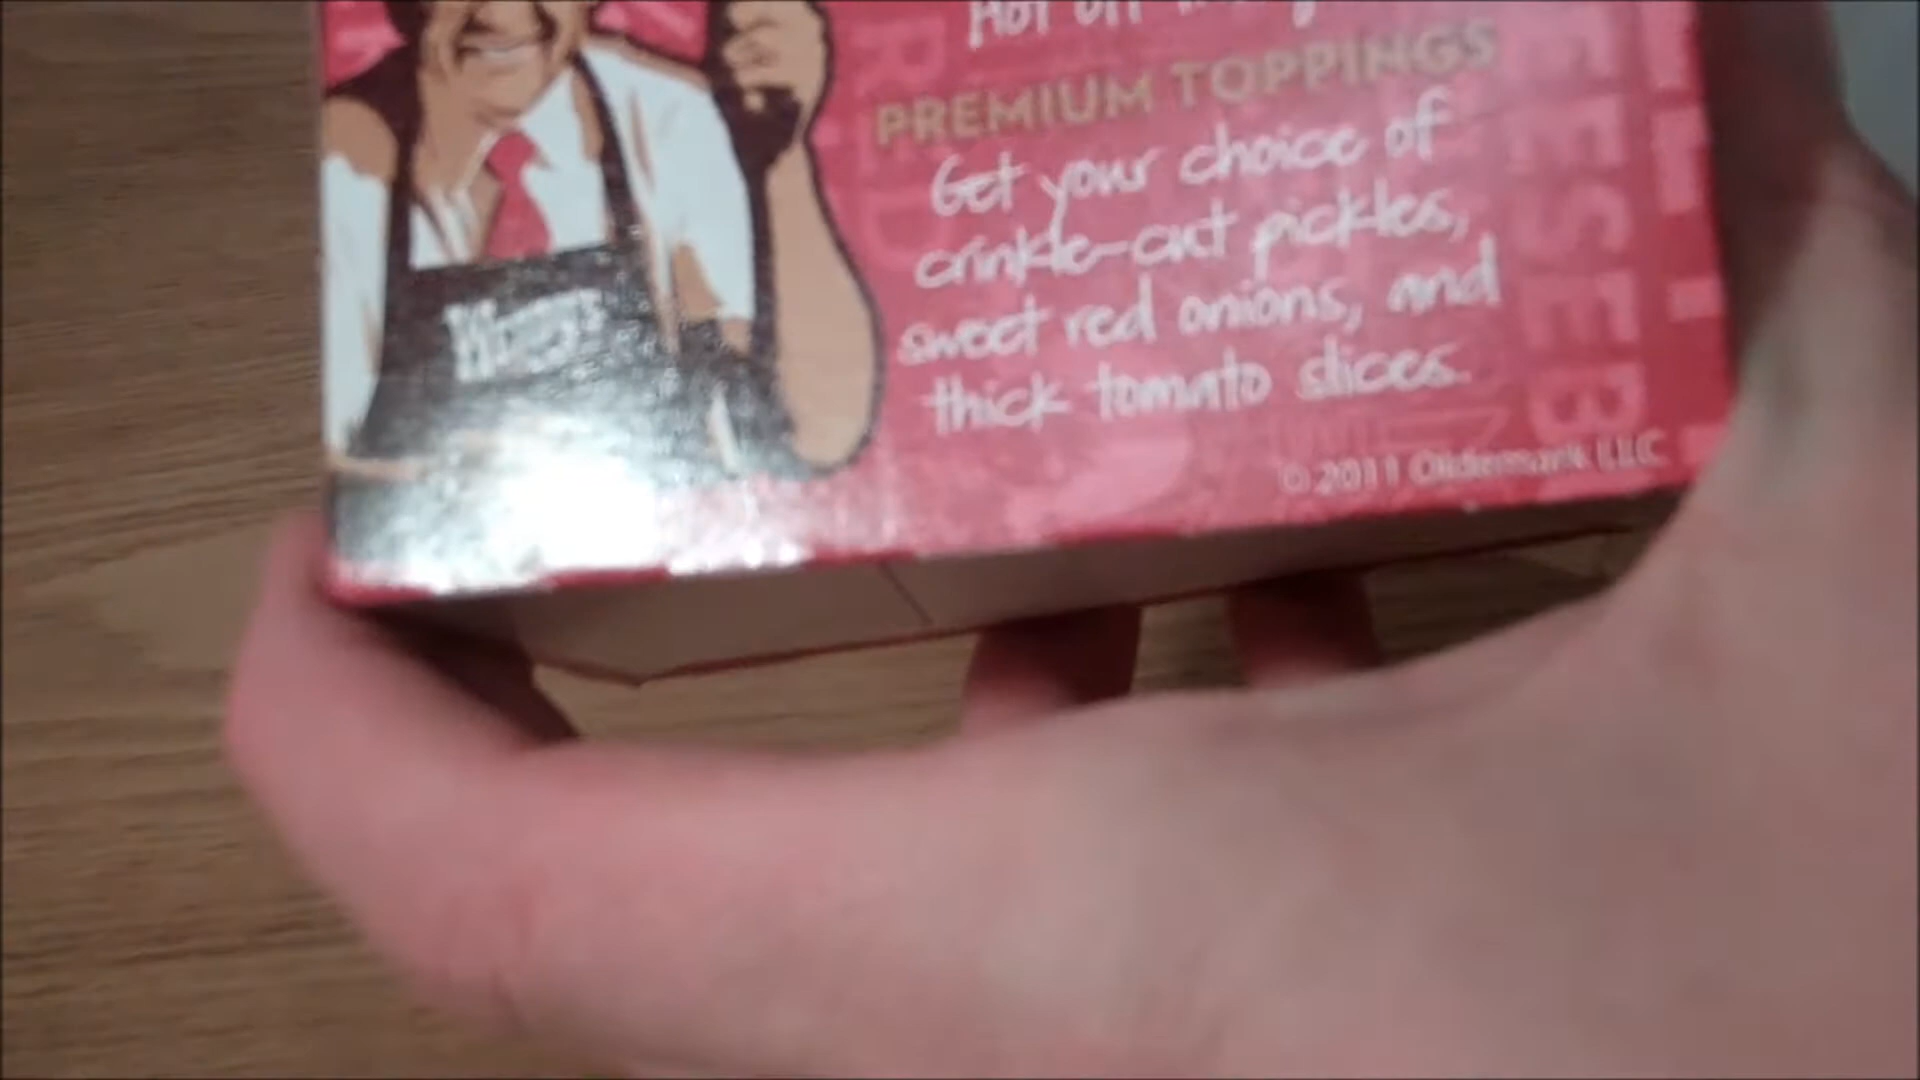 PREMIUM TOPPINGS
Get your choice of
crinkle-cut pickles,
sweet red onions, and
thick tomato slices.
© 2011 Oldemark LLC
Wendy's